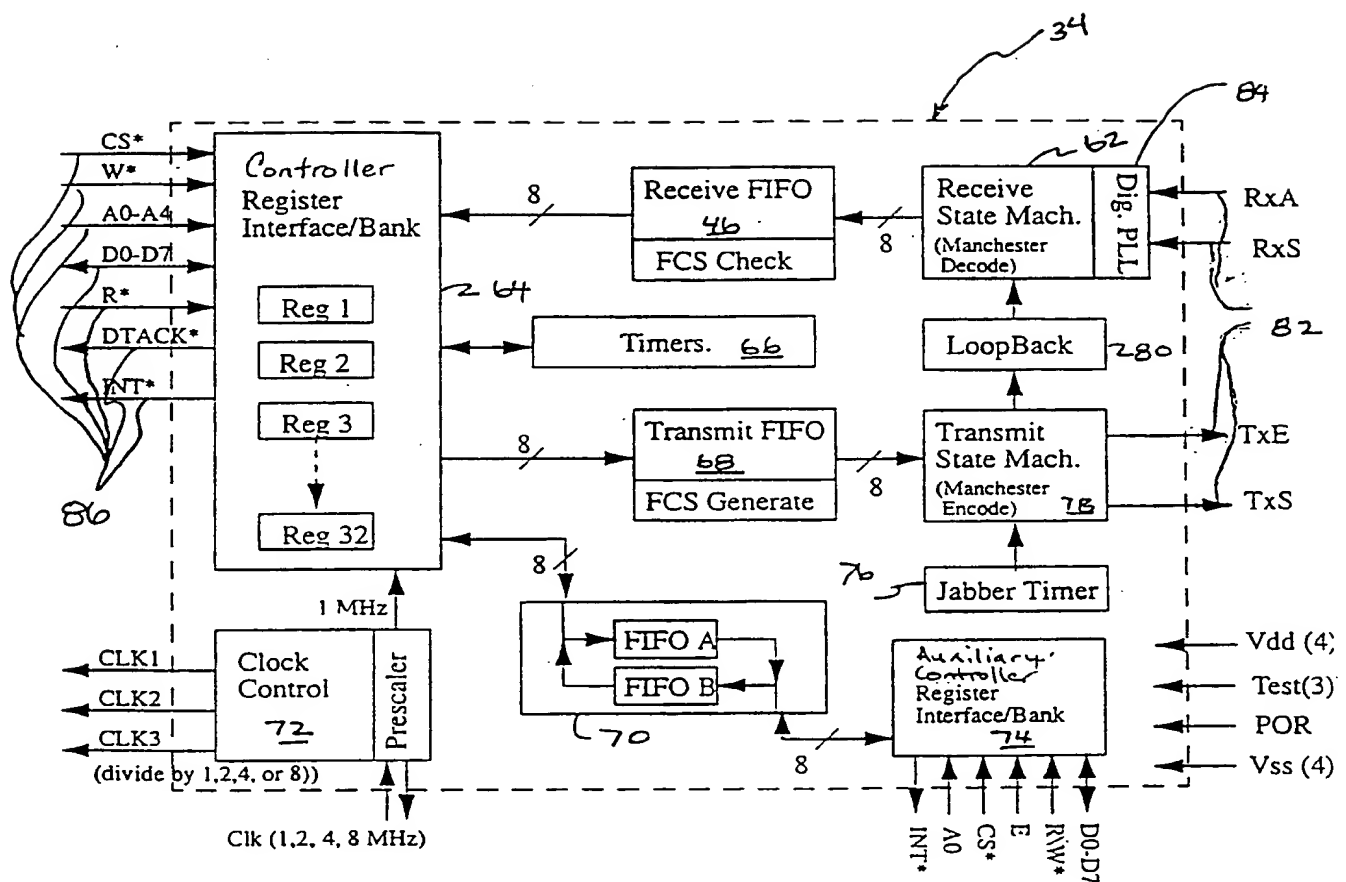 34
84
62
CS*
W*
A0-A4
D0-D7
R*
DTACK*
INT*
86
Controller
Register
Interface/Bank
Reg 1
Reg 2
Reg 3
Reg 32
64
8
Receive FIFO
46
FCS Check
8
Receive
State Mach.
(Manchester
Decode)
Dig. PLL
RxA
RxS
82
Timers. 66
LoopBack
280
8
Transmit FIFO
68
FCS Generate
8
Transmit
State Mach.
(Manchester
Encode) 78
TxE
TxS
76
Jabber Timer
8
1 MHz
CLK1
CLK2
CLK3
(divide by 1,2,4, or 8))
Clock
Control
72
Prescaler
Clk (1,2, 4, 8 MHz)
FIFO A
FIFO B
70
8
Auxiliary
Controller
Register
Interface/Bank
74
Vdd (4)
Test(3)
POR
Vss (4)
INT*
A0
CS*
E
R\W*
D0-D7